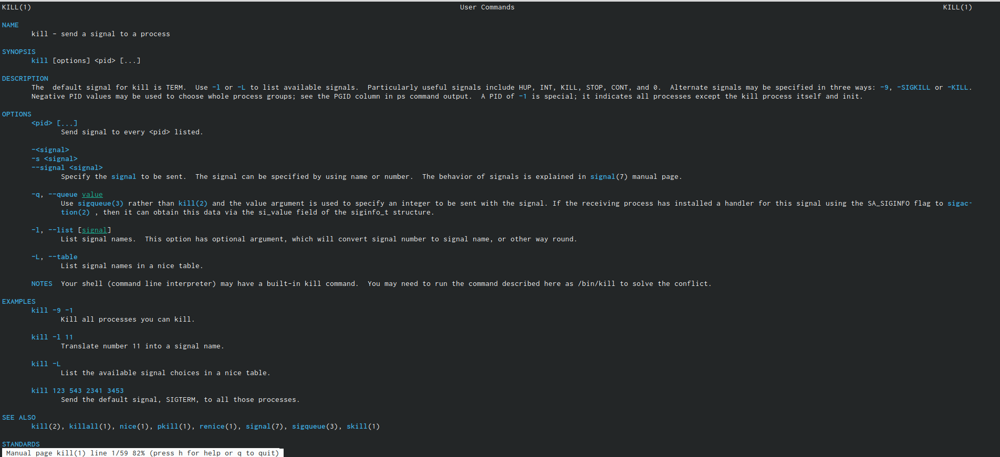 KILL(1) User Commands KILL(1)
NAME
kill - send a signal to a process
SYNOPSIS
kill [options] <pid> [...]
DESCRIPTION
The  default signal for kill is TERM.  Use -l or -L to list available signals.  Particularly useful signals include HUP, INT, KILL, STOP, CONT, and 0.  Alternate signals may be specified in three ways: -9, -SIGKILL or -KILL.
Negative PID values may be used to choose whole process groups; see the PGID column in ps command output.  A PID of -1 is special; it indicates all processes except the kill process itself and init.
OPTIONS
<pid> [...]
Send signal to every <pid> listed.
-<signal>
-s <signal>
--signal <signal>
Specify the signal to be sent.  The signal can be specified by using name or number.  The behavior of signals is explained in signal(7) manual page.
-q, --queue value
Use sigqueue(3) rather than kill(2) and the value argument is used to specify an integer to be sent with the signal. If the receiving process has installed a handler for this signal using the SA_SIGINFO flag to sigac-
tion(2) , then it can obtain this data via the si_value field of the siginfo_t structure.
-l, --list [signal]
List signal names.  This option has optional argument, which will convert signal number to signal name, or other way round.
-L, --table
List signal names in a nice table.
NOTES  Your shell (command line interpreter) may have a built-in kill command.  You may need to run the command described here as /bin/kill to solve the conflict.
EXAMPLES
kill -9 -1
Kill all processes you can kill.
kill -l 11
Translate number 11 into a signal name.
kill -L
List the available signal choices in a nice table.
kill 123 543 2341 3453
Send the default signal, SIGTERM, to all those processes.
SEE ALSO
kill(2), killall(1), nice(1), pkill(1), renice(1), signal(7), sigqueue(3), skill(1)
STANDARDS
Manual page kill(1) line 1/59 82% (press h for help or q to quit)